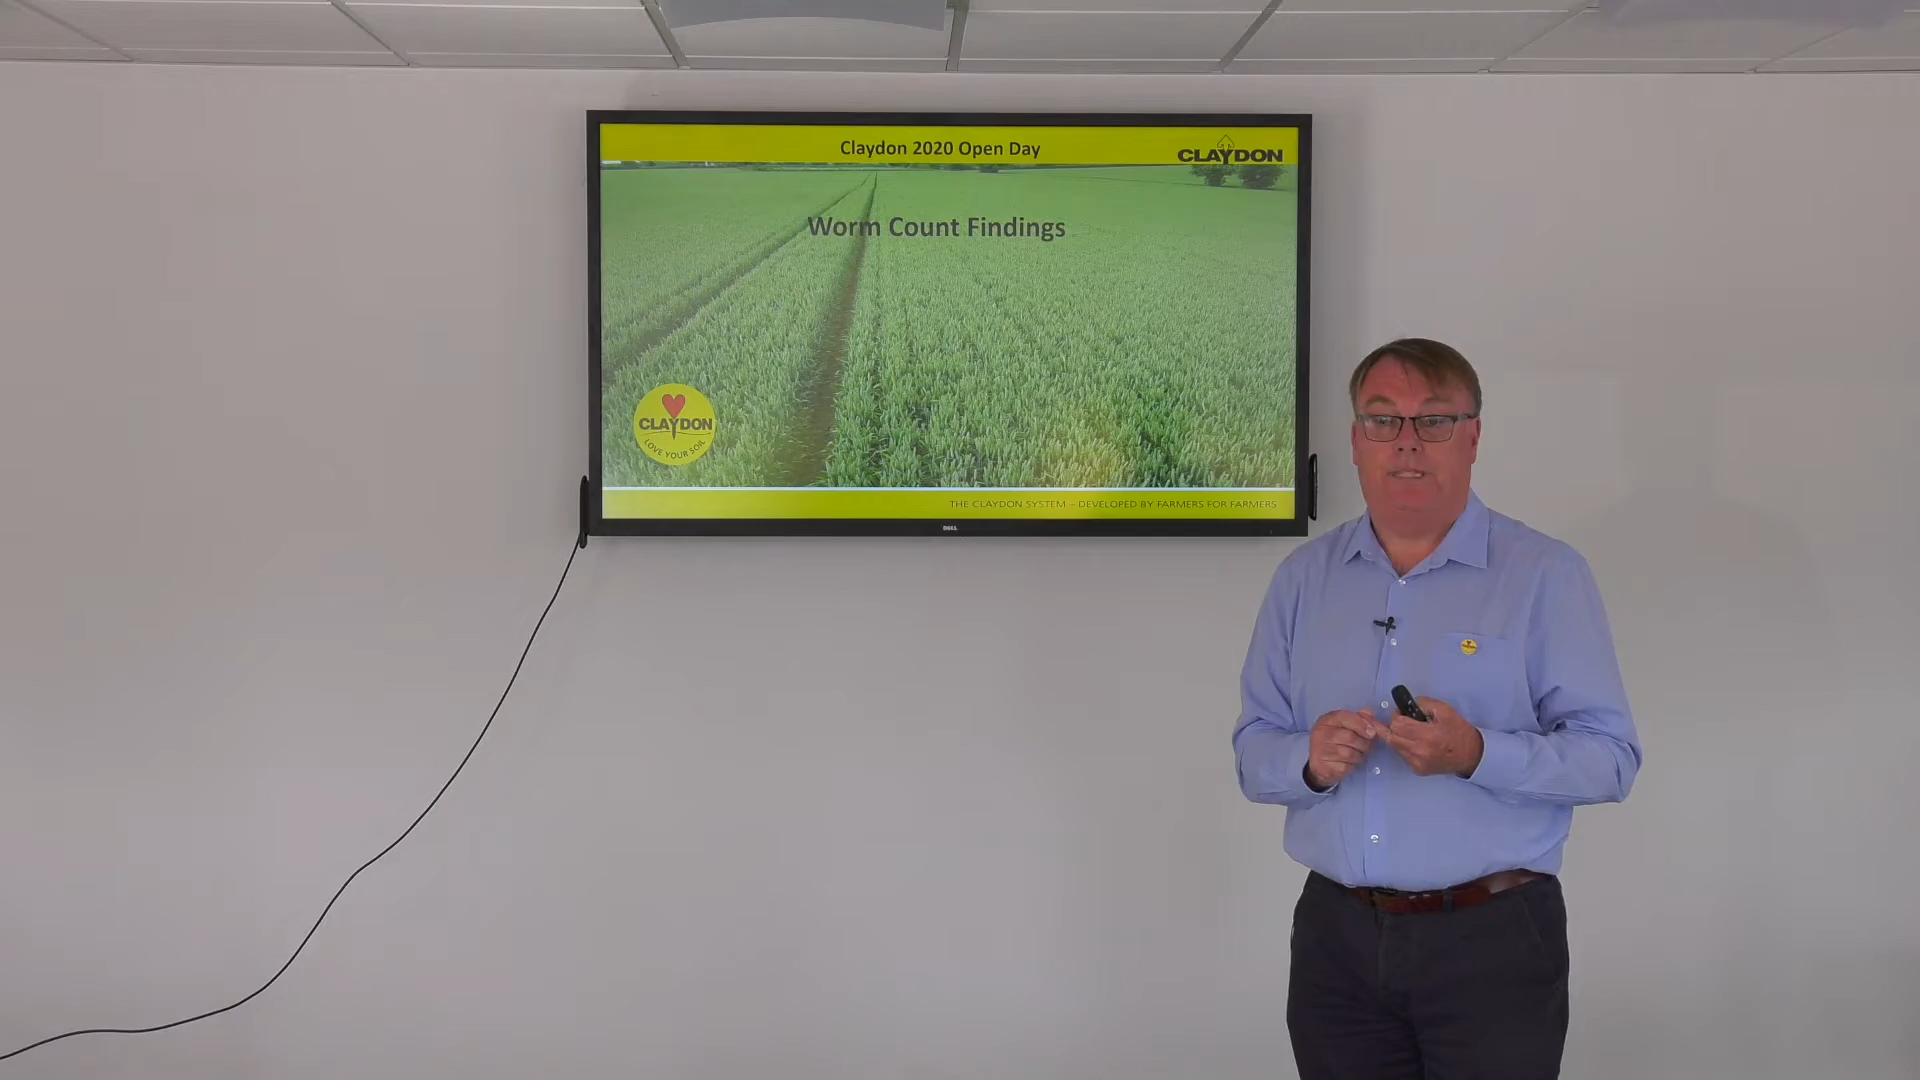 Claydon 2020 Open Day
CLAYDON
Worm Count Findings
CLAYDON
LOVE YOUR SOIL
THE CLAYDON SYSTEM – DEVELOPED BY FARMERS FOR FARMERS
DELL